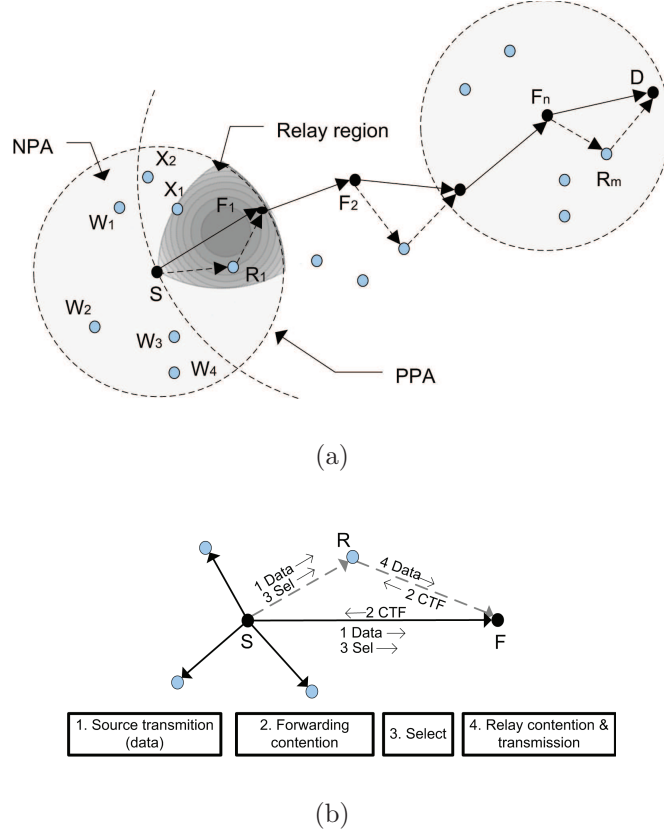 D
Fn
Relay region
NPA
X2
X1
F1
F2
Rm
W1
R1
S
W2
W3
W4
PPA
(a)
R
1 Data →
3 Sel →
4 Data →
← 2 CTF
←2 CTF
S
1 Data →
3 Sel →
F
1. Source transmition
(data)
2. Forwarding
contention
3. Select
4. Relay contention &
transmission
(b)